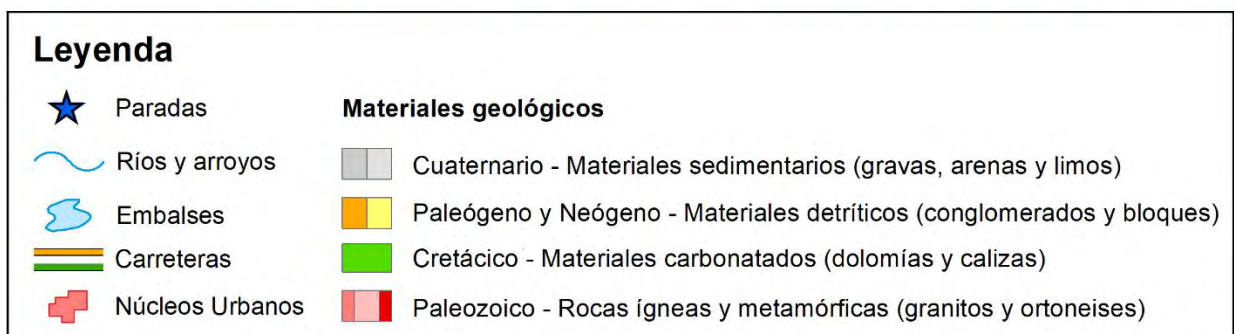 Leyenda
Paradas
Materiales geológicos
Ríos y arroyos
Cuaternario - Materiales sedimentarios (gravas, arenas y limos)
Embalses
Paleógeno y Neógeno - Materiales detríticos (conglomerados y bloques)
Carreteras
Cretácico - Materiales carbonatados (dolomías y calizas)
Núcleos Urbanos
Paleozoico - Rocas ígneas y metamórficas (granitos y ortoneises)